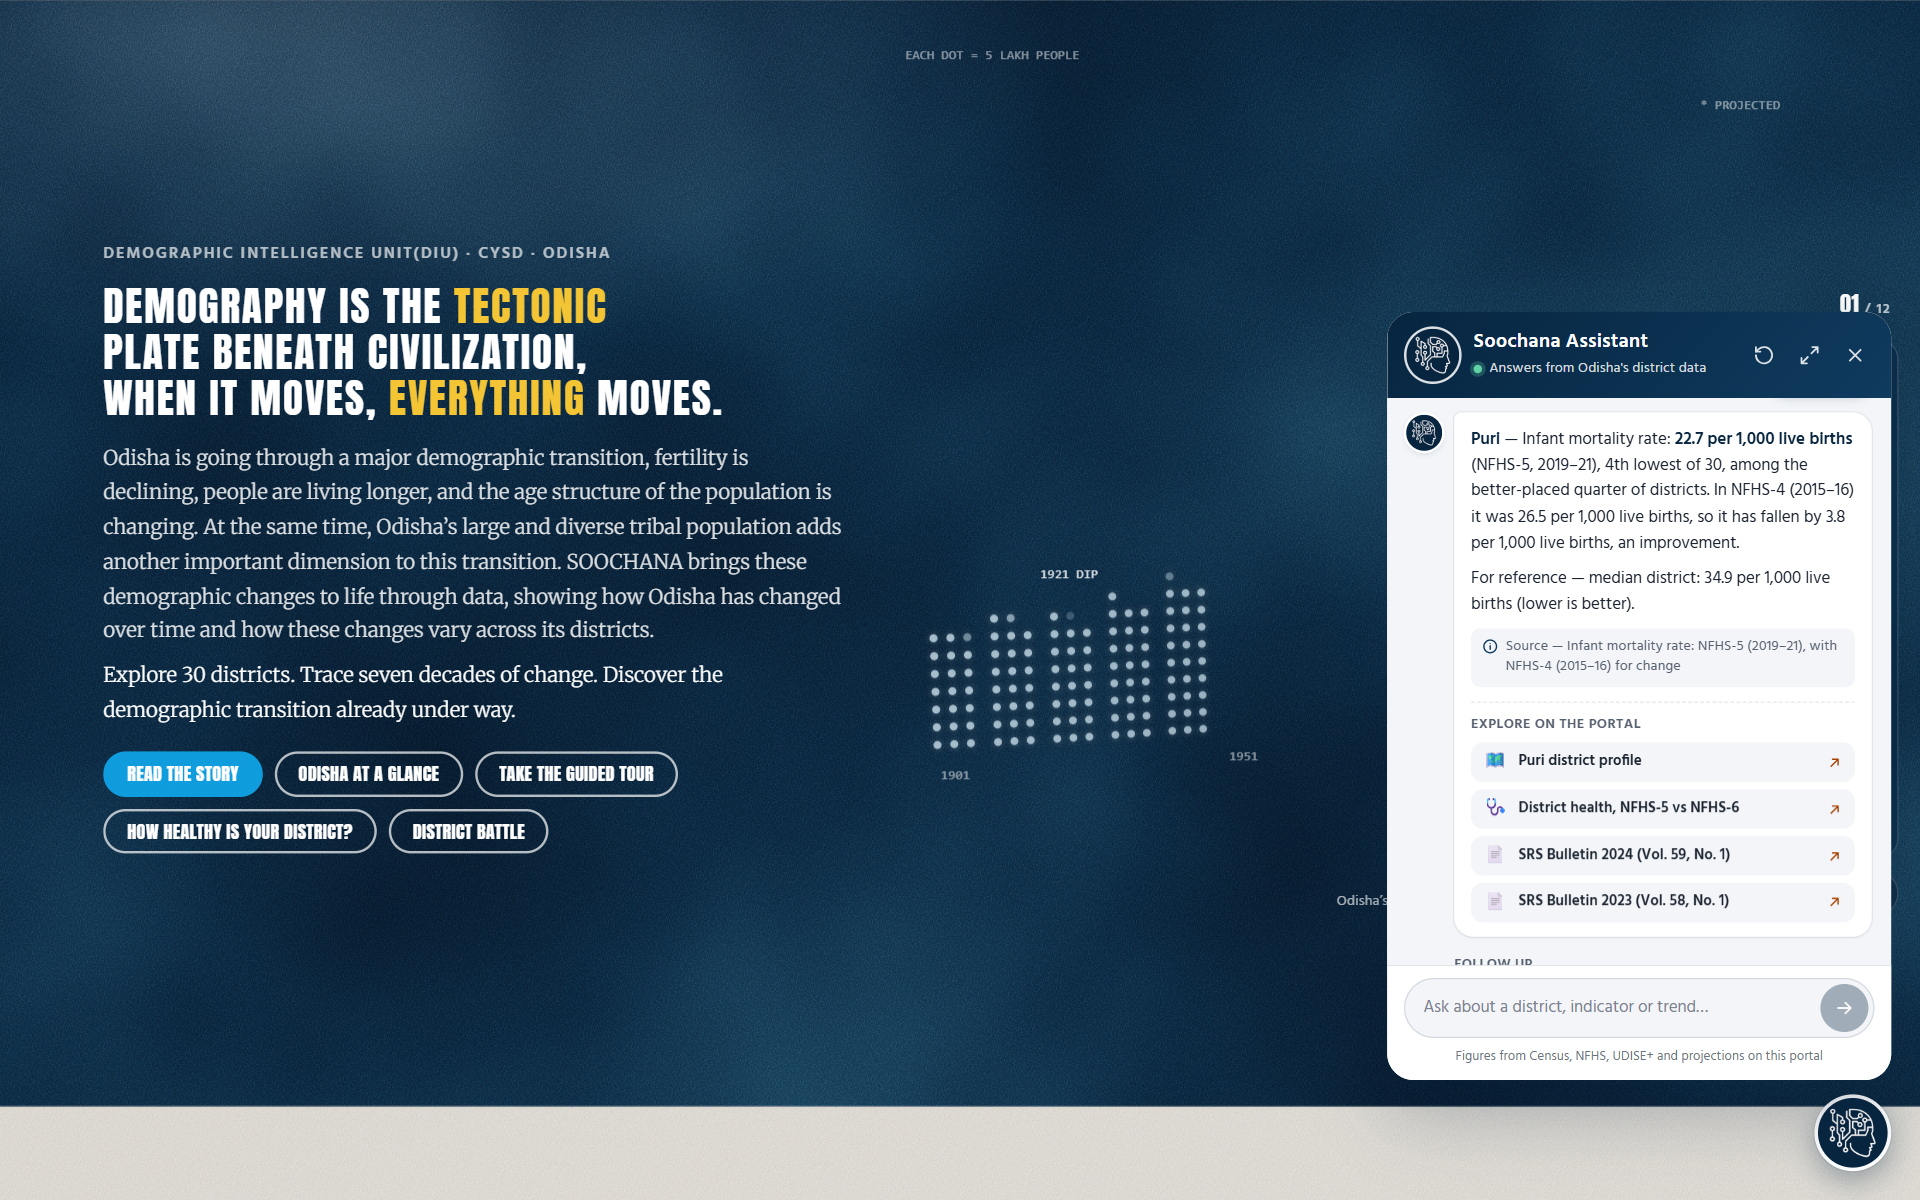 EACH DOT = 5 LAKH PEOPLE
* PROJECTED
DEMOGRAPHIC INTELLIGENCE UNIT(DIU) · CYSD · ODISHA
DEMOGRAPHY IS THE TECTONIC
PLATE BENEATH CIVILIZATION,
WHEN IT MOVES, EVERYTHING MOVES.
Odisha is going through a major demographic transition, fertility is
declining, people are living longer, and the age structure of the population is
changing. At the same time, Odisha’s large and diverse tribal population adds
another important dimension to this transition. SOOCHANA brings these
demographic changes to life through data, showing how Odisha has changed
over time and how these changes vary across its districts.
Explore 30 districts. Trace seven decades of change. Discover the
demographic transition already under way.
READ THE STORY
ODISHA AT A GLANCE
TAKE THE GUIDED TOUR
HOW HEALTHY IS YOUR DISTRICT?
DISTRICT BATTLE
1921 DIP
1901
1951
Odisha’s
01 / 12
Soochana Assistant
Answers from Odisha's district data
Puri — Infant mortality rate: 22.7 per 1,000 live births
(NFHS-5, 2019–21), 4th lowest of 30, among the
better-placed quarter of districts. In NFHS-4 (2015–16)
it was 26.5 per 1,000 live births, so it has fallen by 3.8
per 1,000 live births, an improvement.
For reference — median district: 34.9 per 1,000 live
births (lower is better).
Source — Infant mortality rate: NFHS-5 (2019–21), with
NFHS-4 (2015–16) for change
EXPLORE ON THE PORTAL
Puri district profile
District health, NFHS-5 vs NFHS-6
SRS Bulletin 2024 (Vol. 59, No. 1)
SRS Bulletin 2023 (Vol. 58, No. 1)
FOLLOW UP
Ask about a district, indicator or trend...
Figures from Census, NFHS, UDISE+ and projections on this portal